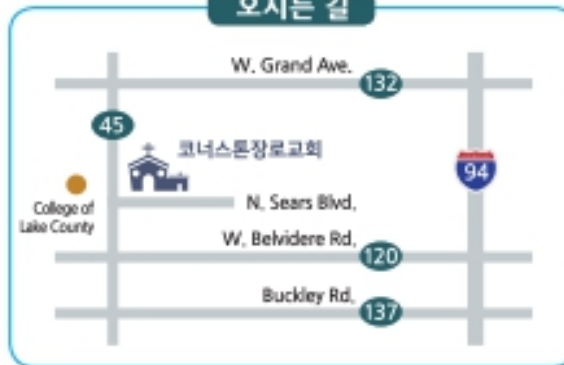 오시는 길
W. Grand Ave.
132
45
코너스톤장로교회
94
College of
Lake County
N. Sears Blvd.
W. Belvidere Rd.
120
Buckley Rd.
137